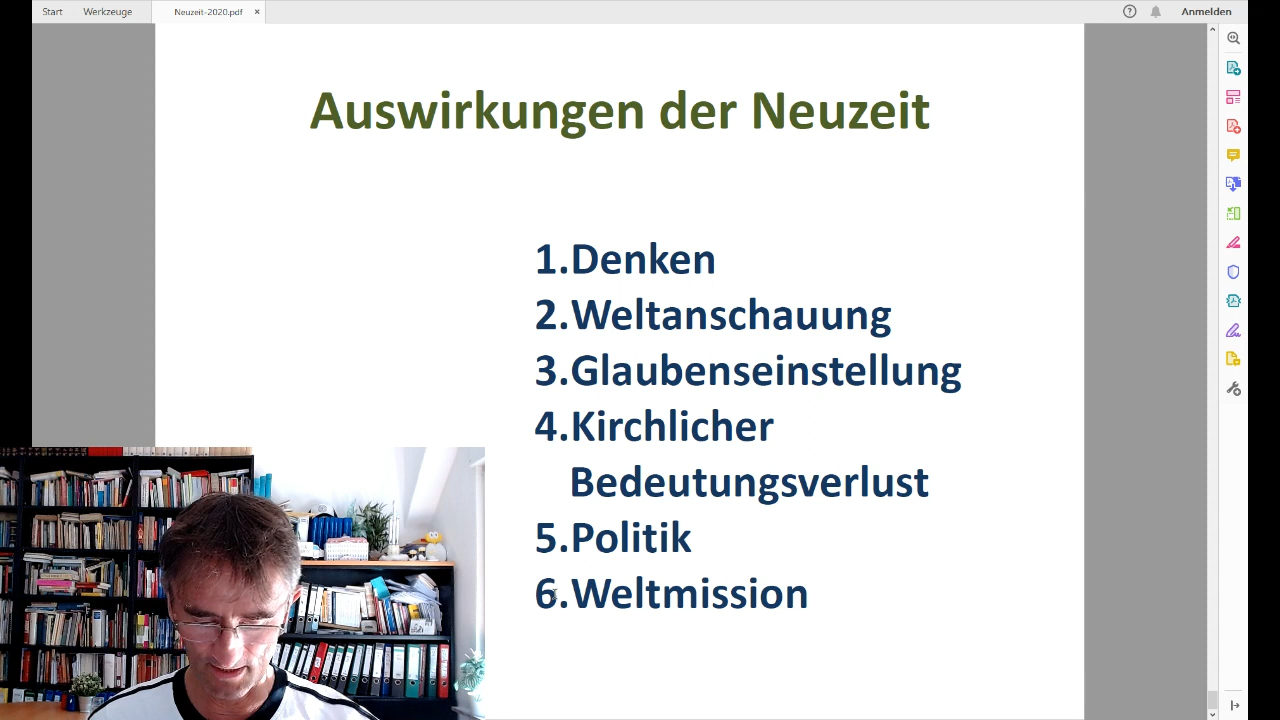 Start Werkzeuge Neuzeit-2020.pdf × Anmelden
Auswirkungen der Neuzeit
1.Denken
2.Weltanschauung
3.Glaubenseinstellung
4.Kirchlicher
Bedeutungsverlust
5.Politik
6.Weltmission